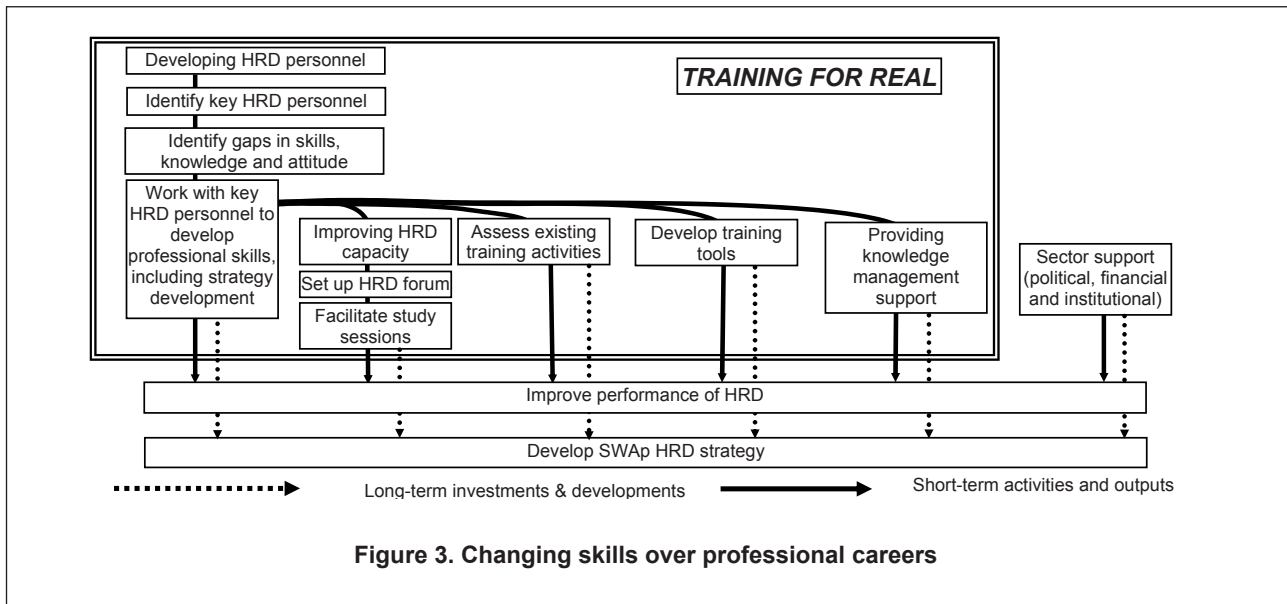 Developing HRD personnel
TRAINING FOR REAL
Identify key HRD personnel
Identify gaps in skills,
knowledge and attitude
Work with key
HRD personnel to
develop
professional skills,
including strategy
development
Improving HRD
capacity
Set up HRD forum
Facilitate study
sessions
Assess existing
training activities
Develop training
tools
Providing
knowledge
management
support
Sector support
(political, financial
and institutional)
Improve performance of HRD
Develop SWAp HRD strategy
Long-term investments & developments
Short-term activities and outputs
Figure 3. Changing skills over professional careers